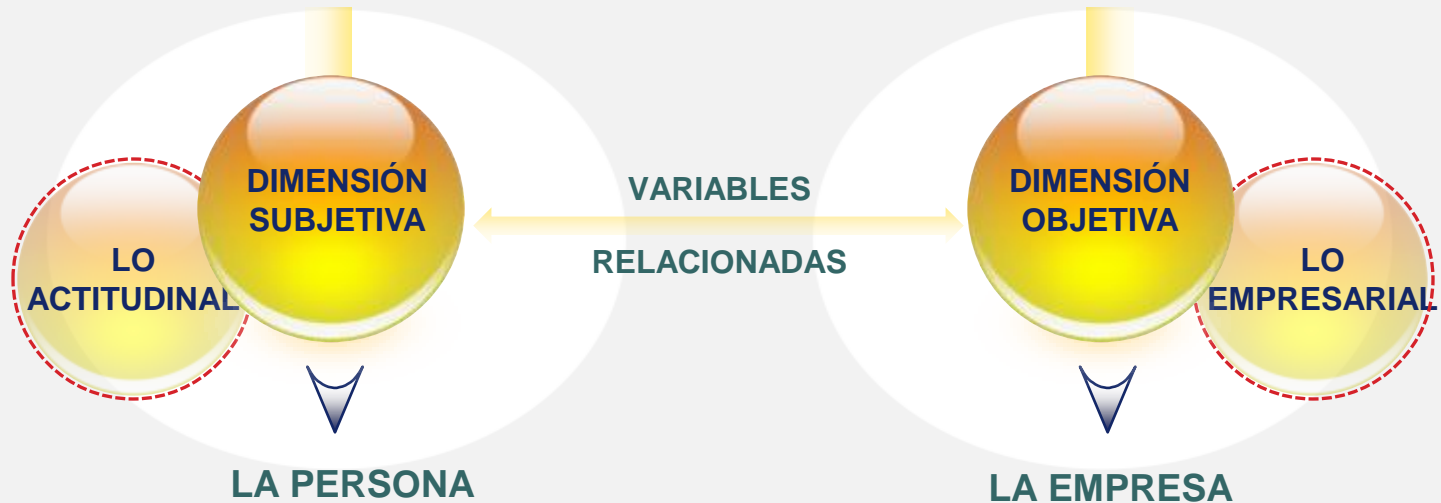 DIMENSIÓN
SUBJETIVA
LO
ACTITUDINAL
VARIABLES
RELACIONADAS
DIMENSIÓN
OBJETIVA
LO
EMPRESARIAL
LA PERSONA
LA EMPRESA